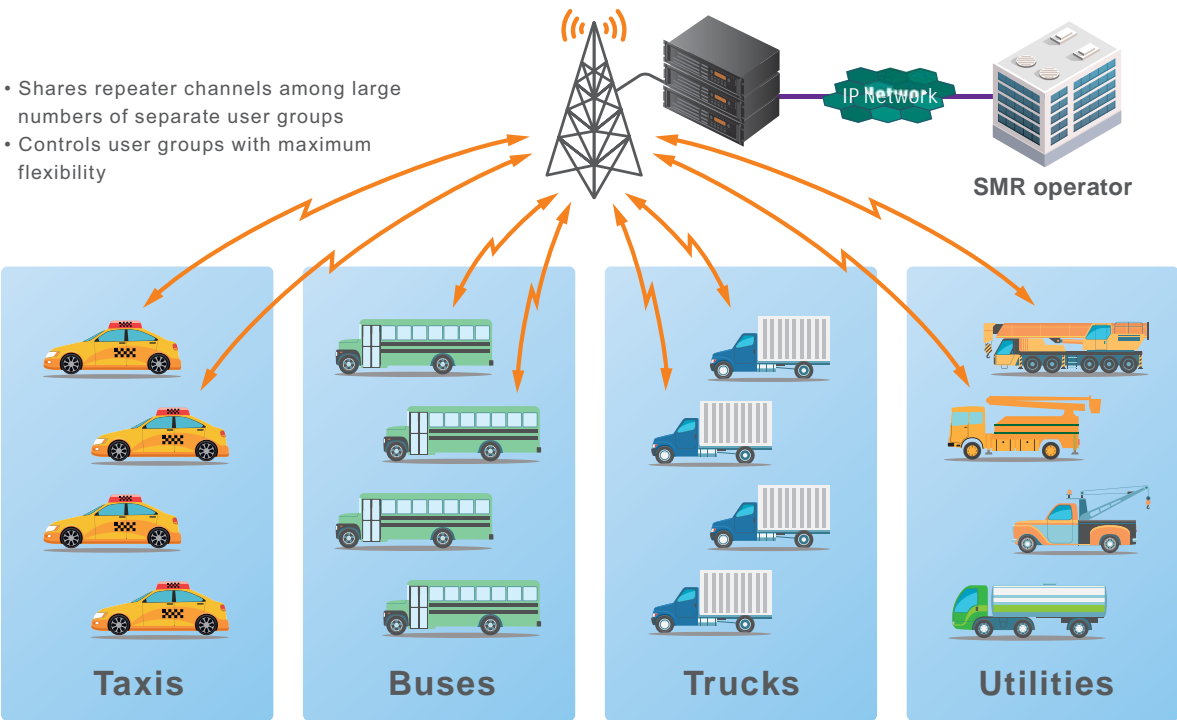 • Shares repeater channels among large
numbers of separate user groups
• Controls user groups with maximum
flexibility
IP Network
SMR operator
Taxis
Buses
Trucks
Utilities